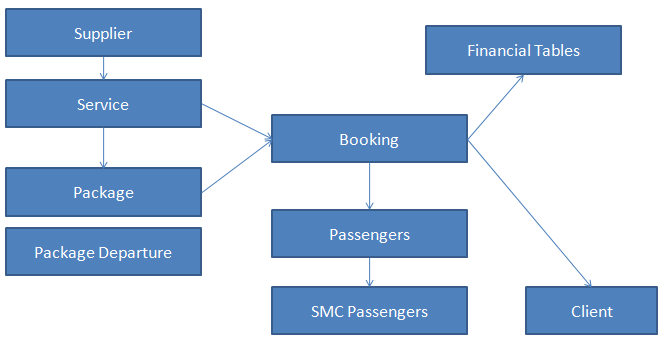 Supplier
Financial Tables
Service
Booking
Package
Passengers
Package Departure
SMC Passengers
Client